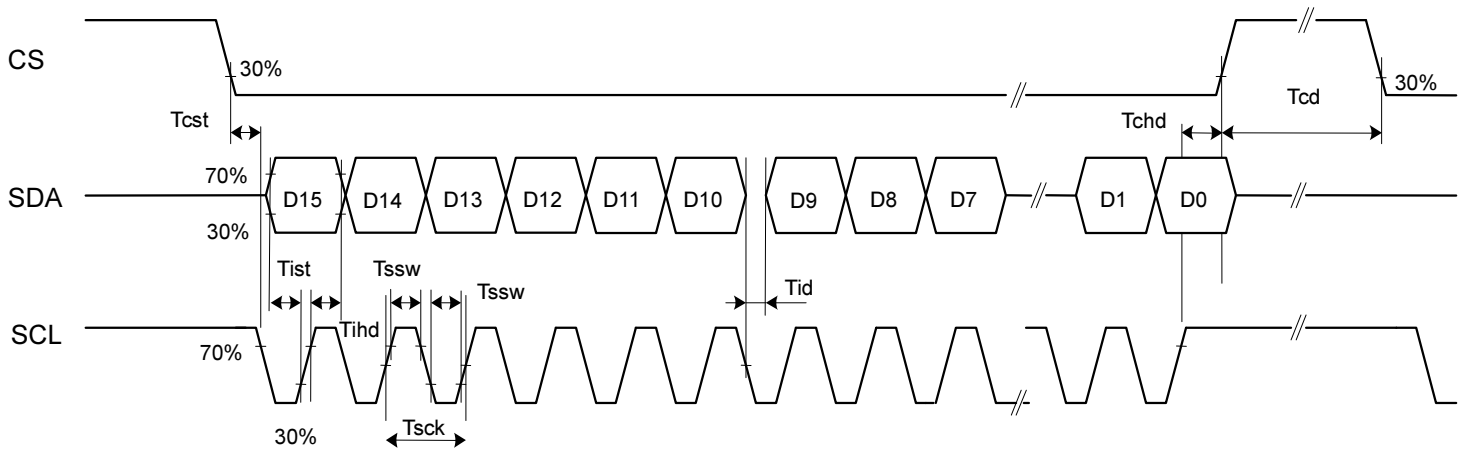 CS
30%
30%
Tcst
Tchd
Tcd
SDA
70%
30%
D15 D14 D13 D12 D11 D10 D9 D8 D7 D1 D0
Tist
Tssw
Tssw
Tid
Tihd
SCL
70%
30%
Tsck